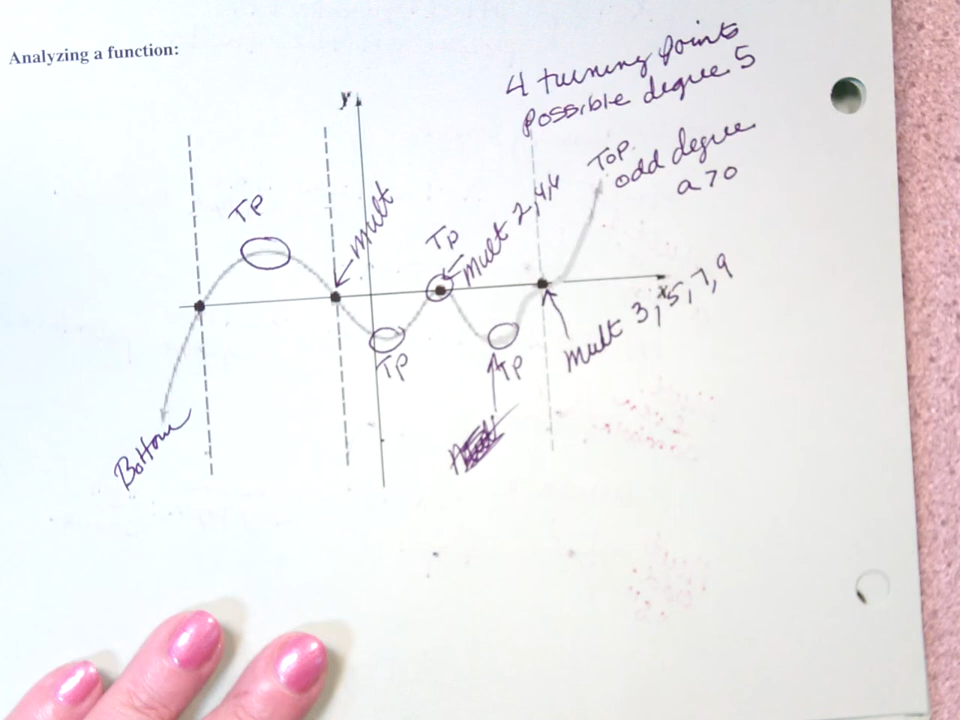 Analyzing a function:
4 turning points
possible degree 5
y
TOP
odd degree
a > 0
TP
mult
TP
mult 2,4,6
x
mult 3,5,7,9
TP
TP
Bottom